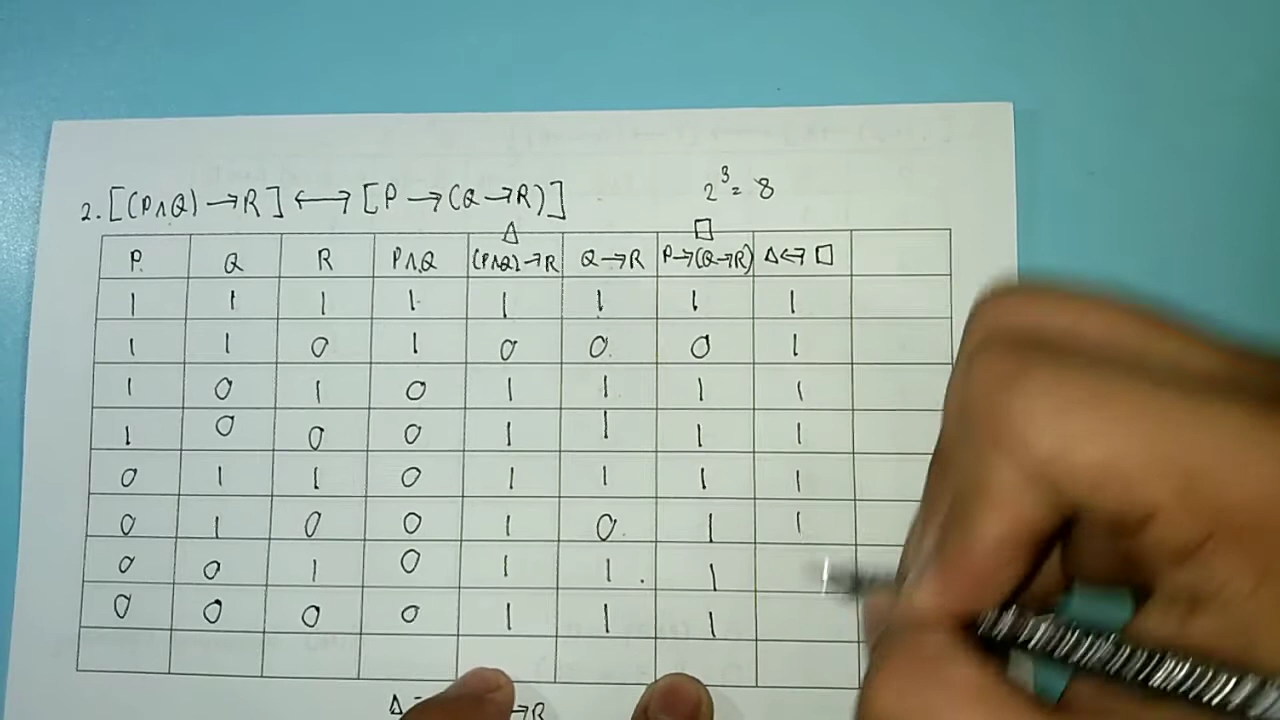 2. [(P∧Q) → R] ⟷ [P → (Q → R)] 2³ = 8
Δ □
P Q R P∧Q (P∧Q)→R Q→R P→(Q→R) Δ↔□
1 1 1 1 1 1 1 1
1 1 0 1 0 0 0 1
1 0 1 0 1 1 1 1
1 0 0 0 1 1 1 1
0 1 1 0 1 1 1 1
0 1 0 0 1 0 1 1
0 0 1 0 1 1 1
0 0 0 0 1 1 1
Δ → R